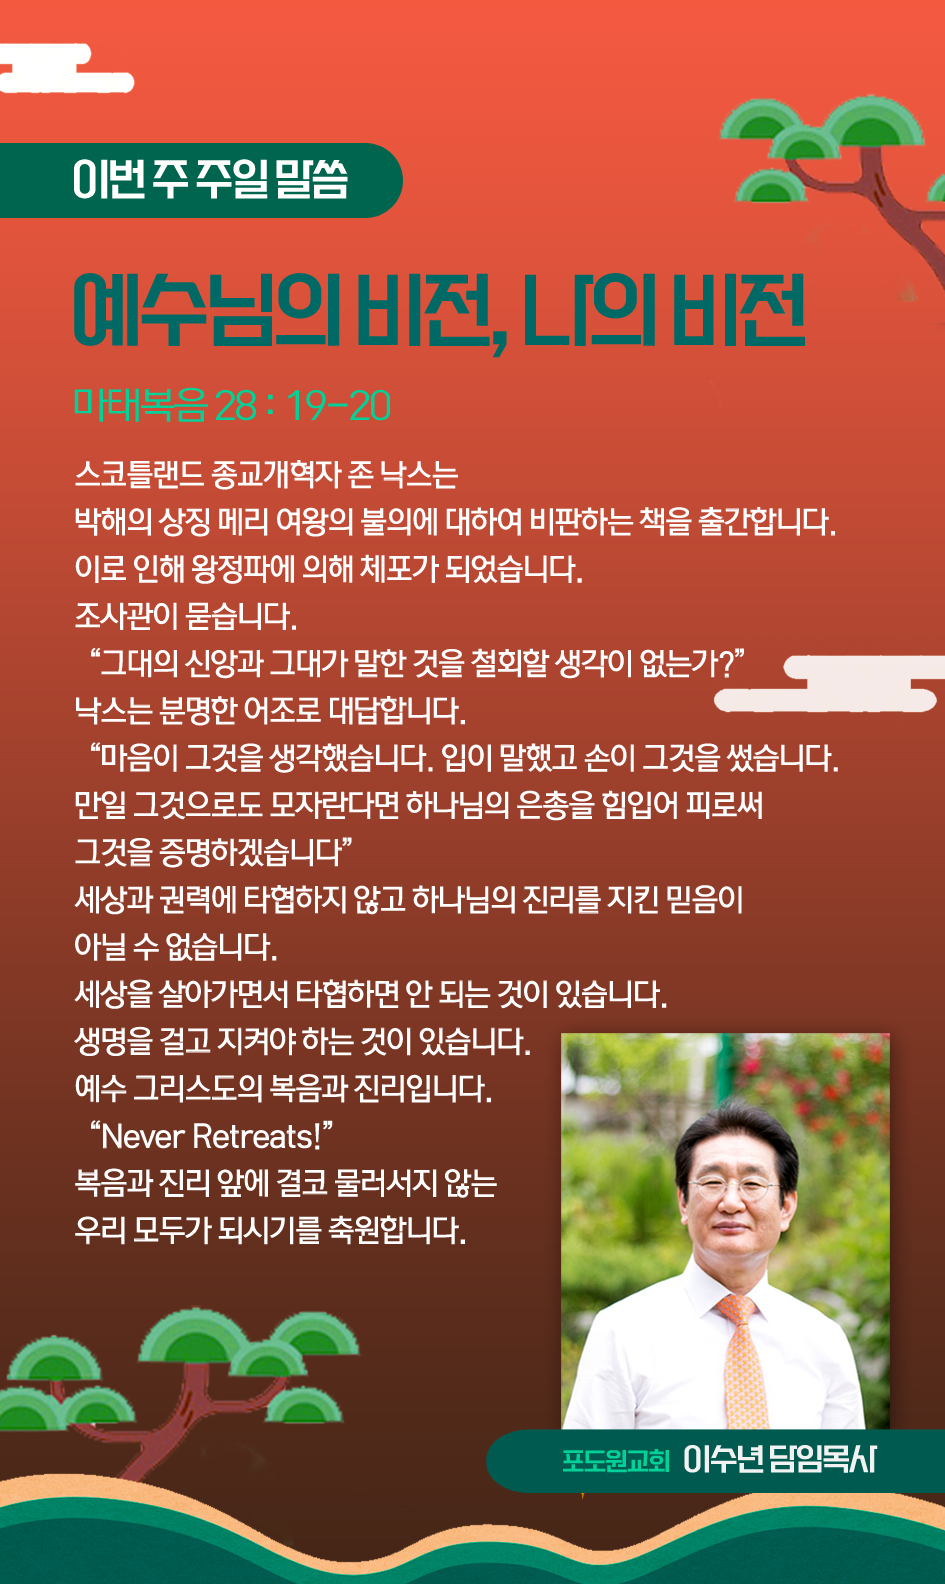 이번 주 주일 말씀
예수님의 비전, 나의 비전
마태복음 28 : 19-20
스코틀랜드 종교개혁자 존 낙스는
박해의 상징 메리 여왕의 불의에 대하여 비판하는 책을 출간합니다.
이로 인해 왕정파에 의해 체포가 되었습니다.
조사관이 묻습니다.
“그대의 신앙과 그대가 말한 것을 철회할 생각이 없는가?”
낙스는 분명한 어조로 대답합니다.
“마음이 그것을 생각했습니다. 입이 말했고 손이 그것을 썼습니다.
만일 그것으로도 모자란다면 하나님의 은총을 힘입어 피로써
그것을 증명하겠습니다”
세상과 권력에 타협하지 않고 하나님의 진리를 지킨 믿음이
아닐 수 없습니다.
세상을 살아가면서 타협하면 안 되는 것이 있습니다.
생명을 걸고 지켜야 하는 것이 있습니다.
예수 그리스도의 복음과 진리입니다.
“Never Retreats!”
복음과 진리 앞에 결코 물러서지 않는
우리 모두가 되시기를 축원합니다.
포도원교회 이수년 담임목사